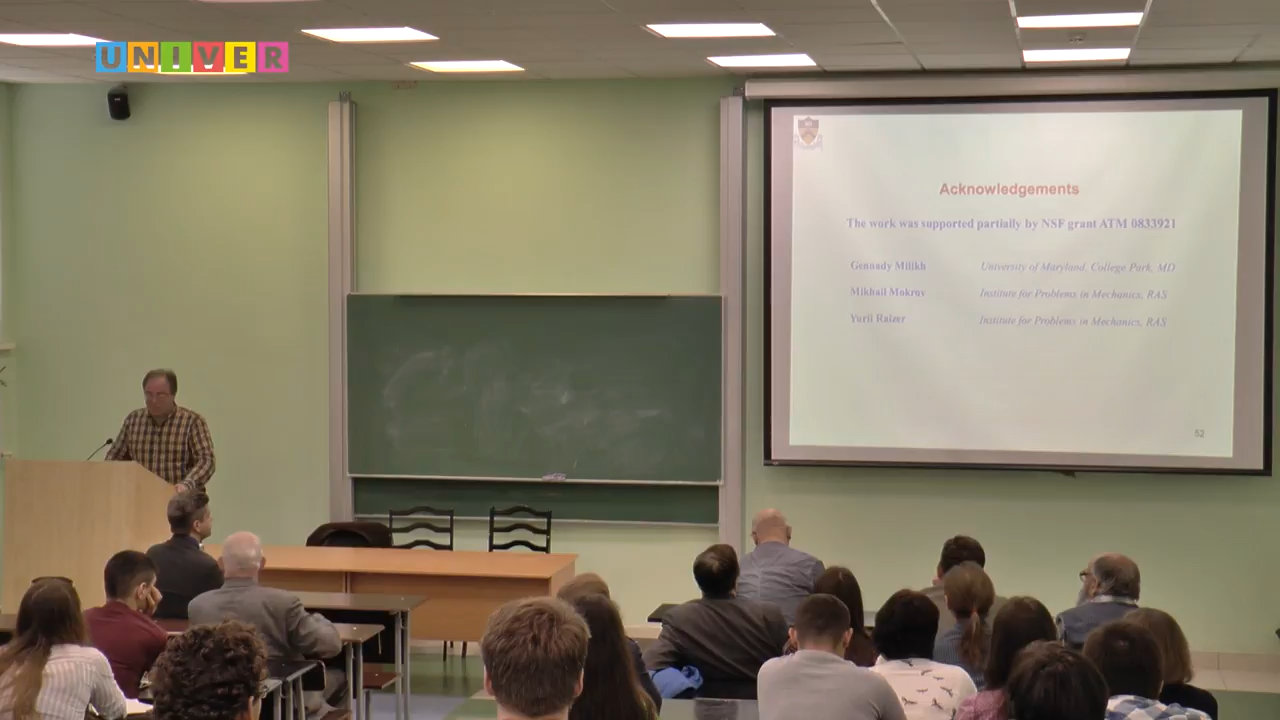 UNIVER
Acknowledgements
The work was supported partially by NSF grant ATM 0833921
Gennady Milikh University of Maryland, College Park, MD
Mikhail Mokrov Institute for Problems in Mechanics, RAS
Yurii Raizer Institute for Problems in Mechanics, RAS
52